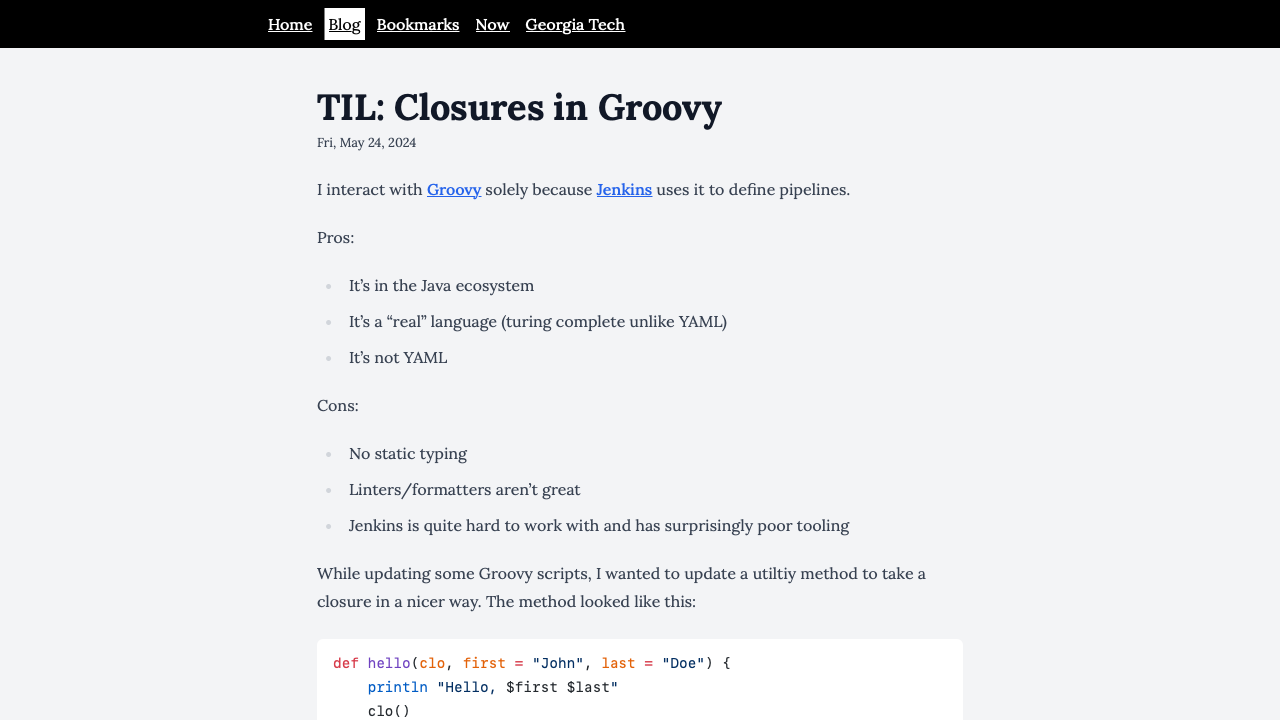 Home Blog Bookmarks Now Georgia Tech
TIL: Closures in Groovy
Fri, May 24, 2024
I interact with Groovy solely because Jenkins uses it to define pipelines.
Pros:
It’s in the Java ecosystem
It’s a “real” language (turing complete unlike YAML)
It’s not YAML
Cons:
No static typing
Linters/formatters aren’t great
Jenkins is quite hard to work with and has surprisingly poor tooling
While updating some Groovy scripts, I wanted to update a utiltiy method to take a
closure in a nicer way. The method looked like this:
def hello(clo, first = "John", last = "Doe") {
    println "Hello, $first $last"
    clo()